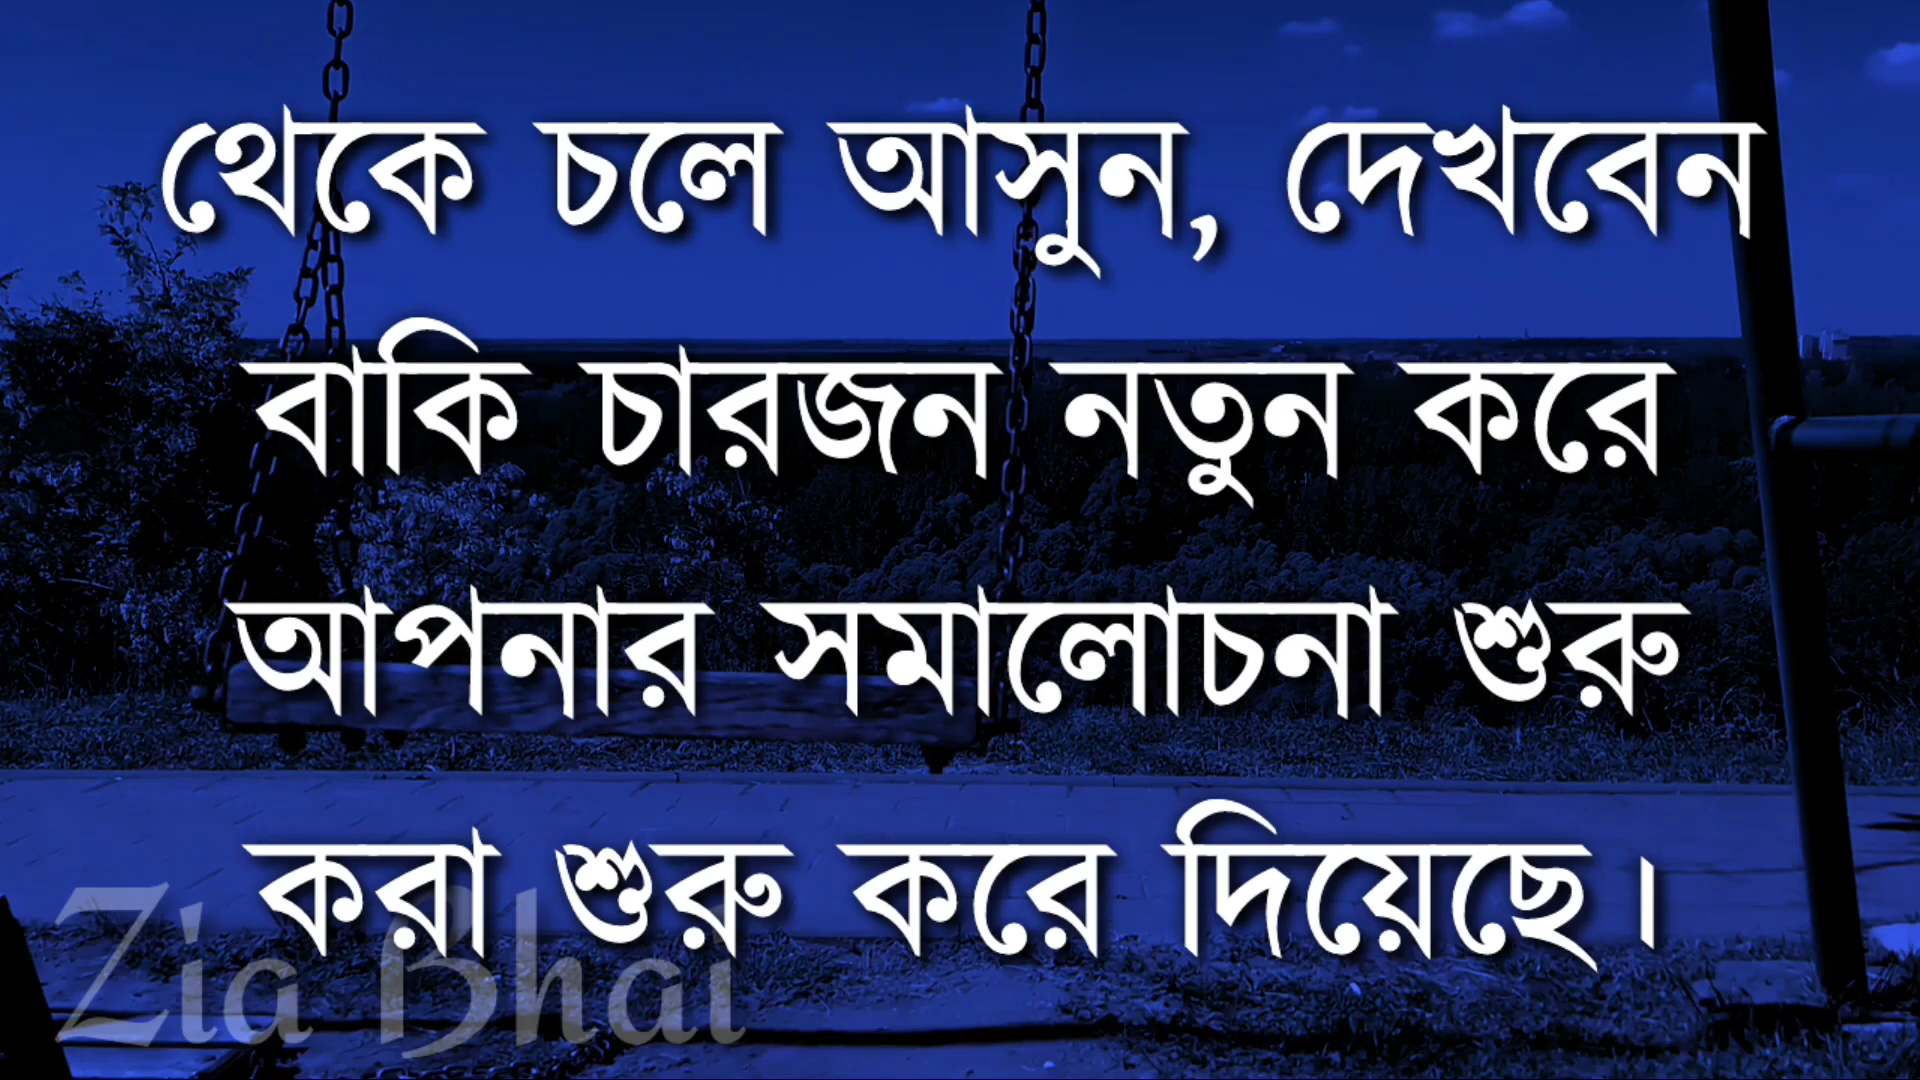 থেকে চলে আসুন, দেখবেন
বাকি চারজন নতুন করে
আপনার সমালোচনা শুরু
করা শুরু করে দিয়েছে।
Zia Bhai